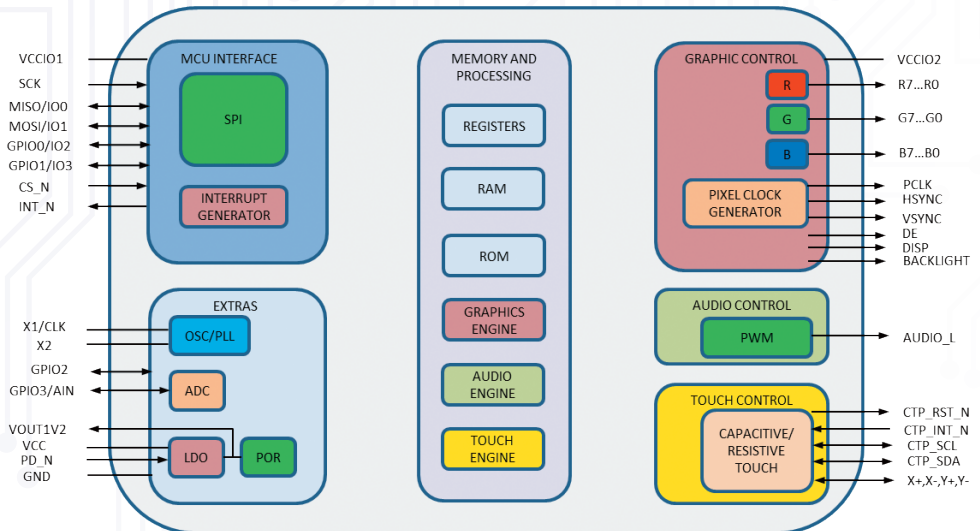 VCCIO1
SCK
MISO/IO0
MOSI/IO1
GPIO0/IO2
GPIO1/IO3
CS_N
INT_N
MCU INTERFACE
SPI
INTERRUPT
GENERATOR
X1/CLK
X2
GPIO2
GPIO3/AIN
VOUT1V2
VCC
PD_N
GND
EXTRAS
OSC/PLL
ADC
LDO
POR
MEMORY AND
PROCESSING
REGISTERS
RAM
ROM
GRAPHICS
ENGINE
AUDIO
ENGINE
TOUCH
ENGINE
GRAPHIC CONTROL
R
G
B
PIXEL CLOCK
GENERATOR
VCCIO2
R7...R0
G7...G0
B7...B0
PCLK
HSYNC
VSYNC
DE
DISP
BACKLIGHT
AUDIO CONTROL
PWM
AUDIO_L
TOUCH CONTROL
CAPACITIVE/
RESISTIVE
TOUCH
CTP_RST_N
CTP_INT_N
CTP_SCL
CTP_SDA
X+,X-,Y+,Y-